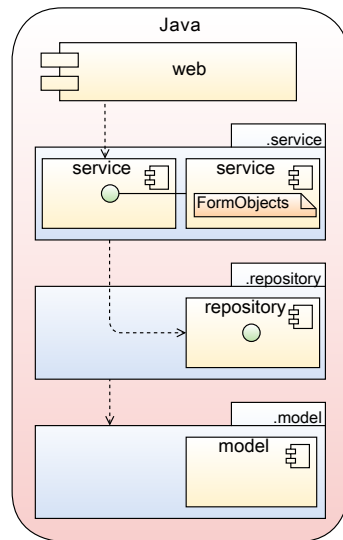 Java
web
.service
service
service
FormObjects
.repository
repository
.model
model